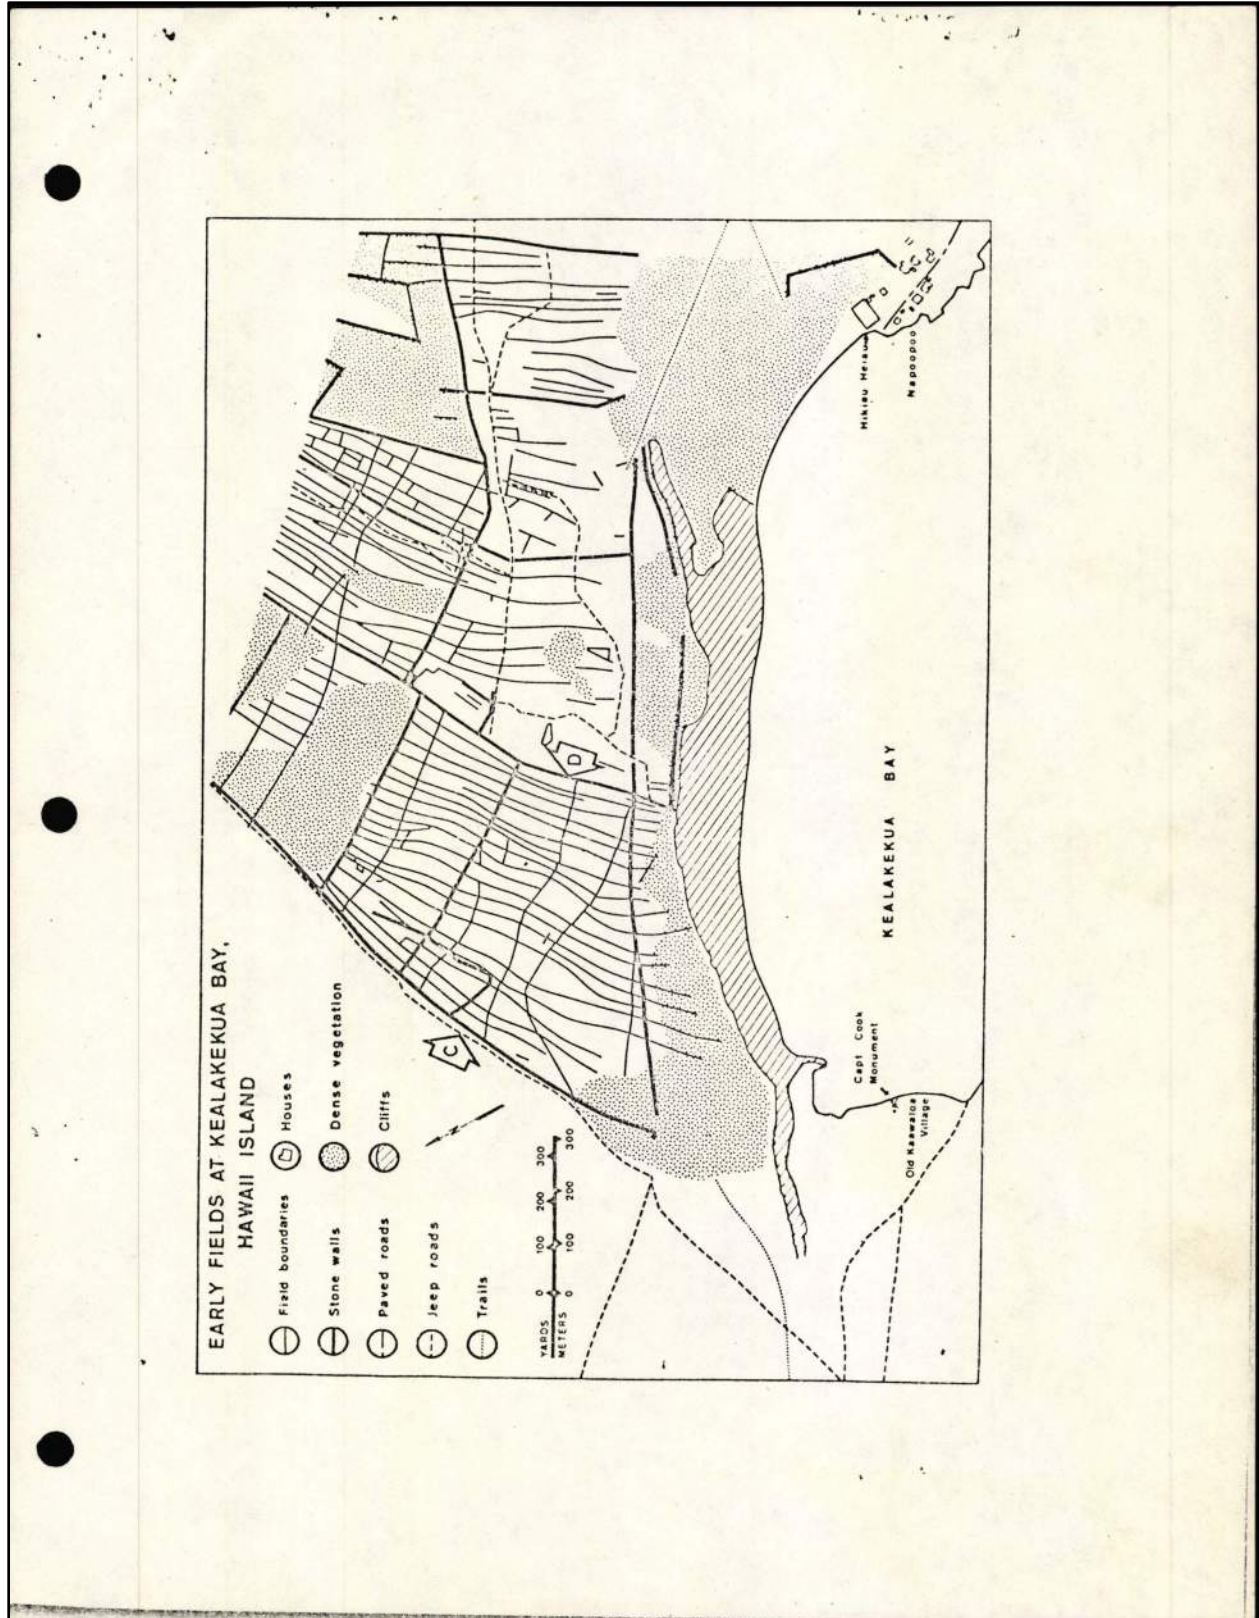 EARLY FIELDS AT KEALAKEKUA BAY,
HAWAII ISLAND
Field boundaries
Houses
Stone walls
Dense vegetation
Paved roads
Cliffs
Jeep roads
Trails
N
YARDS 0 100 200 300
METERS 0 100 200 300
C
D
Capt Cook
Monument
Old Kaawaloa
Village
KEALAKEKUA BAY
Hikiau Heiau
Napoopoo